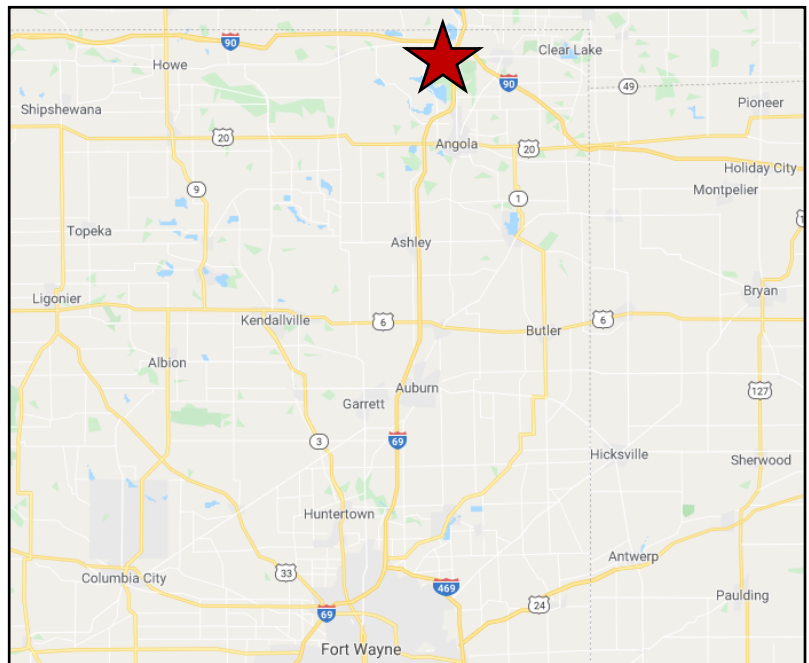 90
Clear Lake
Howe
90
49
Shipshewana
Pioneer
20
Angola
20
Holiday City
9
Montpelier
1
Topeka
Ashley
Ligonier
Bryan
Kendallville
6
6
Butler
Albion
Auburn
127
Garrett
69
3
Hicksville
Sherwood
Huntertown
Antwerp
33
Columbia City
469
Paulding
24
69
Fort Wayne